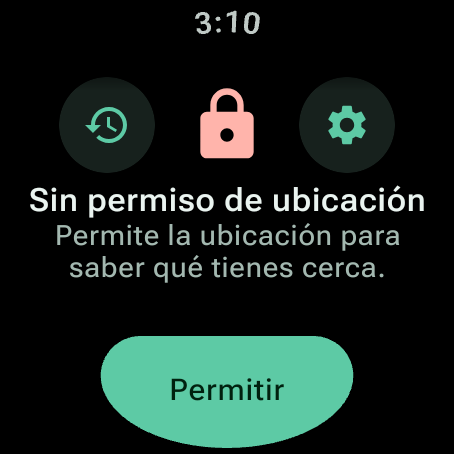 3:10
Sin permiso de ubicación
Permite la ubicación para
saber qué tienes cerca.
Permitir